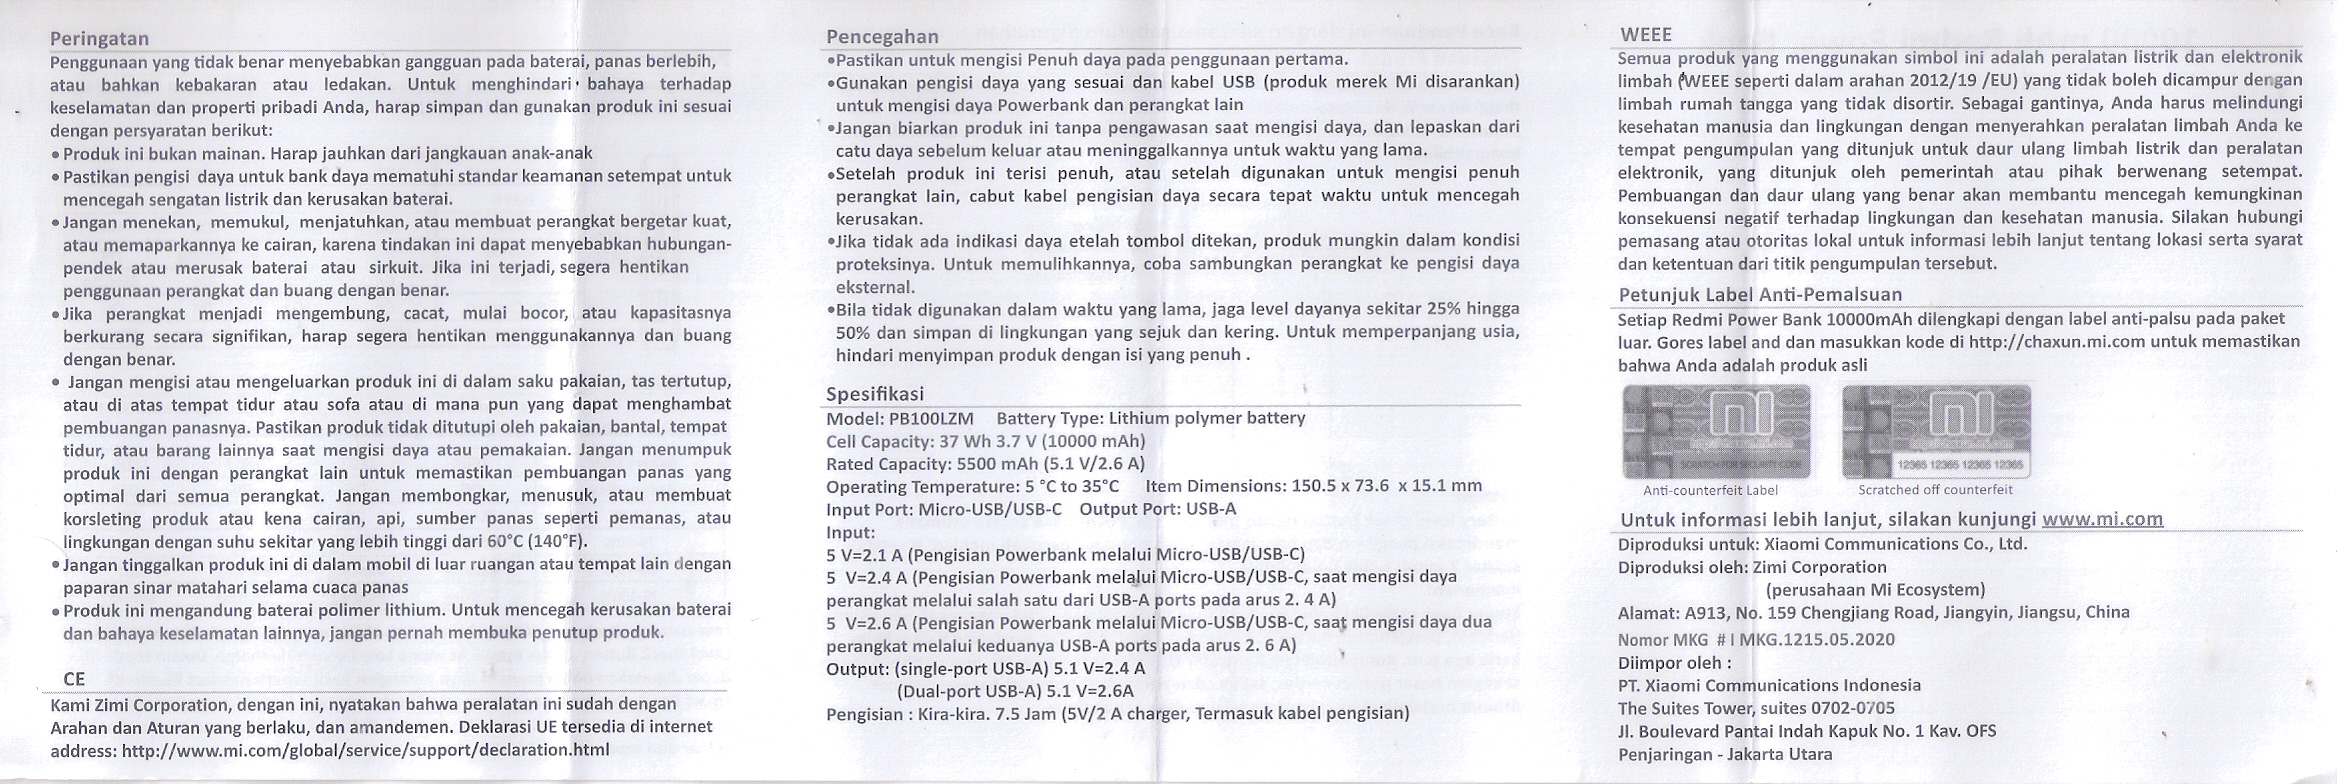 Peringatan
Penggunaan yang tidak benar menyebabkan gangguan pada baterai, panas berlebih,
atau bahkan kebakaran atau ledakan. Untuk menghindari bahaya terhadap
keselamatan dan properti pribadi Anda, harap simpan dan gunakan produk ini sesuai
dengan persyaratan berikut:
• Produk ini bukan mainan. Harap jauhkan dari jangkauan anak-anak
• Pastikan pengisi daya untuk bank daya mematuhi standar keamanan setempat untuk
mencegah sengatan listrik dan kerusakan baterai.
• Jangan menekan, memukul, menjatuhkan, atau membuat perangkat bergetar kuat,
atau memaparkannya ke cairan, karena tindakan ini dapat menyebabkan hubungan-
pendek atau merusak baterai atau sirkuit. Jika ini terjadi, segera hentikan
penggunaan perangkat dan buang dengan benar.
• Jika perangkat menjadi mengembung, cacat, mulai bocor, atau kapasitasnya
berkurang secara signifikan, harap segera hentikan menggunakannya dan buang
dengan benar.
• Jangan mengisi atau mengeluarkan produk ini di dalam saku pakaian, tas tertutup,
atau di atas tempat tidur atau sofa atau di mana pun yang dapat menghambat
pembuangan panasnya. Pastikan produk tidak ditutupi oleh pakaian, bantal, tempat
tidur, atau barang lainnya saat mengisi daya atau pemakaian. Jangan menumpuk
produk ini dengan perangkat lain untuk memastikan pembuangan panas yang
optimal dari semua perangkat. Jangan membongkar, menusuk, atau membuat
korsleting produk atau kena cairan, api, sumber panas seperti pemanas, atau
lingkungan dengan suhu sekitar yang lebih tinggi dari 60°C (140°F).
• Jangan tinggalkan produk ini di dalam mobil di luar ruangan atau tempat lain dengan
paparan sinar matahari selama cuaca panas
• Produk ini mengandung baterai polimer lithium. Untuk mencegah kerusakan baterai
dan bahaya keselamatan lainnya, jangan pernah membuka penutup produk.
CE
Kami Zimi Corporation, dengan ini, nyatakan bahwa peralatan ini sudah dengan
Arahan dan Aturan yang berlaku, dan amandemen. Deklarasi UE tersedia di internet
address: http://www.mi.com/global/service/support/declaration.html
Pencegahan
•Pastikan untuk mengisi Penuh daya pada penggunaan pertama.
•Gunakan pengisi daya yang sesuai dan kabel USB (produk merek Mi disarankan)
untuk mengisi daya Powerbank dan perangkat lain
•Jangan biarkan produk ini tanpa pengawasan saat mengisi daya, dan lepaskan dari
catu daya sebelum keluar atau meninggalkannya untuk waktu yang lama.
•Setelah produk ini terisi penuh, atau setelah digunakan untuk mengisi penuh
perangkat lain, cabut kabel pengisian daya secara tepat waktu untuk mencegah
kerusakan.
•Jika tidak ada indikasi daya etelah tombol ditekan, produk mungkin dalam kondisi
proteksinya. Untuk memulihkannya, coba sambungkan perangkat ke pengisi daya
eksternal.
•Bila tidak digunakan dalam waktu yang lama, jaga level dayanya sekitar 25% hingga
50% dan simpan di lingkungan yang sejuk dan kering. Untuk memperpanjang usia,
hindari menyimpan produk dengan isi yang penuh .
Spesifikasi
Model: PB100LZM Battery Type: Lithium polymer battery
Cell Capacity: 37 Wh 3.7 V (10000 mAh)
Rated Capacity: 5500 mAh (5.1 V/2.6 A)
Operating Temperature: 5 °C to 35°C Item Dimensions: 150.5 x 73.6 x 15.1 mm
Input Port: Micro-USB/USB-C Output Port: USB-A
Input:
5 V=2.1 A (Pengisian Powerbank melalui Micro-USB/USB-C)
5 V=2.4 A (Pengisian Powerbank melalui Micro-USB/USB-C, saat mengisi daya
perangkat melalui salah satu dari USB-A ports pada arus 2. 4 A)
5 V=2.6 A (Pengisian Powerbank melalui Micro-USB/USB-C, saat mengisi daya dua
perangkat melalui keduanya USB-A ports pada arus 2. 6 A)
Output: (single-port USB-A) 5.1 V=2.4 A
(Dual-port USB-A) 5.1 V=2.6A
Pengisian : Kira-kira. 7.5 Jam (5V/2 A charger, Termasuk kabel pengisian)
WEEE
Semua produk yang menggunakan simbol ini adalah peralatan listrik dan elektronik
limbah (WEEE seperti dalam arahan 2012/19 /EU) yang tidak boleh dicampur dengan
limbah rumah tangga yang tidak disortir. Sebagai gantinya, Anda harus melindungi
kesehatan manusia dan lingkungan dengan menyerahkan peralatan limbah Anda ke
tempat pengumpulan yang ditunjuk untuk daur ulang limbah listrik dan peralatan
elektronik, yang ditunjuk oleh pemerintah atau pihak berwenang setempat.
Pembuangan dan daur ulang yang benar akan membantu mencegah kemungkinan
konsekuensi negatif terhadap lingkungan dan kesehatan manusia. Silakan hubungi
pemasang atau otoritas lokal untuk informasi lebih lanjut tentang lokasi serta syarat
dan ketentuan dari titik pengumpulan tersebut.
Petunjuk Label Anti-Pemalsuan
Setiap Redmi Power Bank 10000mAh dilengkapi dengan label anti-palsu pada paket
luar. Gores label and dan masukkan kode di http://chaxun.mi.com untuk memastikan
bahwa Anda adalah produk asli
SCRATCH FOR SECURITY CODE
12365 12365 12365 12365
Anti-counterfeit Label Scratched off counterfeit
Untuk informasi lebih lanjut, silakan kunjungi www.mi.com
Diproduksi untuk: Xiaomi Communications Co., Ltd.
Diproduksi oleh: Zimi Corporation
(perusahaan Mi Ecosystem)
Alamat: A913, No. 159 Chengjiang Road, Jiangyin, Jiangsu, China
Nomor MKG # I MKG.1215.05.2020
Diimpor oleh :
PT. Xiaomi Communications Indonesia
The Suites Tower, suites 0702-0705
Jl. Boulevard Pantai Indah Kapuk No. 1 Kav. OFS
Penjaringan - Jakarta Utara